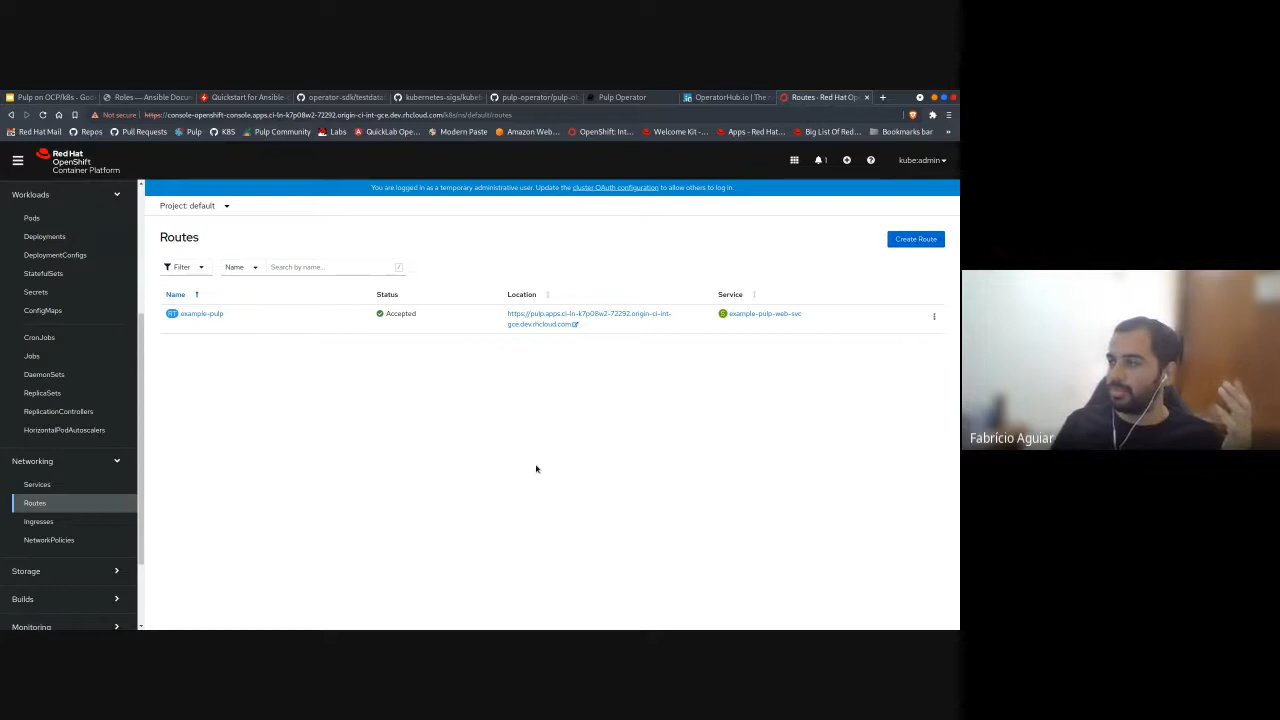 Pulp on OCP/k8s - Goo
Roles — Ansible Docu
Quickstart for Ansible-
operator-sdk/testdata
kubernetes-sigs/kubeb
pulp-operator/pulp-o
Pulp Operator
OperatorHub.io | The
Routes · Red Hat Op
Not secure
https://console-openshift-console.apps.ci-ln-k7p08w2-72292.origin-ci-int-gce.dev.rhcloud.com/k8s/ns/default/routes
Red Hat Mail
Repos
Pull Requests
Pulp
K8S
Pulp Community
Labs
QuickLab Ope...
Modern Paste
Amazon Web...
OpenShift: Int...
Welcome Kit -...
Apps - Red Hat...
Big List Of Red...
Bookmarks bar
»
Red Hat
OpenShift
Container Platform
1
kube:admin
You are logged in as a temporary administrative user. Update the cluster OAuth configuration to allow others to log in.
Workloads
Pods
Deployments
DeploymentConfigs
StatefulSets
Secrets
ConfigMaps
CronJobs
Jobs
DaemonSets
ReplicaSets
ReplicationControllers
HorizontalPodAutoscalers
Networking
Services
Routes
Ingresses
NetworkPolicies
Storage
Builds
Monitoring
Project: default
Routes
Create Route
Filter
Name
Search by name...
/
Name
Status
Location
Service
RT example-pulp
Accepted
https://pulp.apps.ci-ln-k7p08w2-72292.origin-ci-int-
gce.dev.rhcloud.com
S example-pulp-web-svc
Fabrício Aguiar